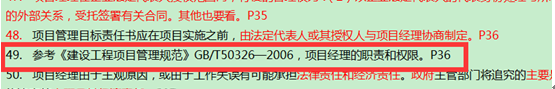 的外部关系，受托签署有关合同。其他也要看。P35
48. 项目管理目标责任书应在项目实施之前，由法定代表人或其授权人与项目经理协商制定。P36
49. 参考《建设工程项目管理规范》GB/T50326—2006，项目经理的职责和权限。P36
50. 项目经理由于主观原因，或由于工作失误有可能承担法律责任和经济责任。政府主管部门将追究的主要是